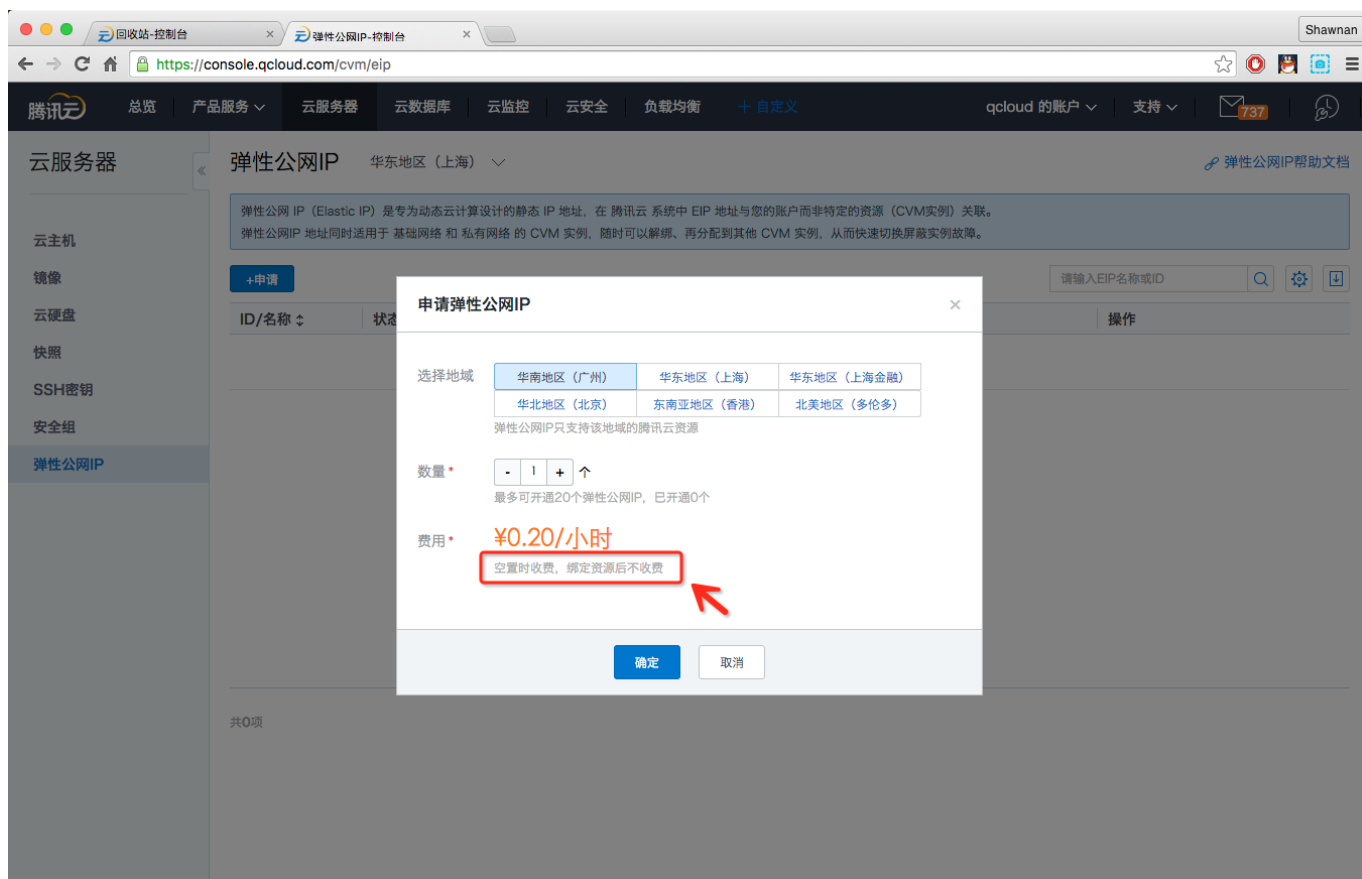 回收站-控制台
弹性公网IP-控制台
Shawnan
https://console.qcloud.com/cvm/eip
腾讯云 总览 产品服务 云服务器 云数据库 云监控 云安全 负载均衡 + 自定义 qcloud 的账户 支持 737
云服务器
弹性公网IP 华东地区（上海） 弹性公网IP帮助文档
弹性公网 IP（Elastic IP）是专为动态云计算设计的静态 IP 地址，在 腾讯云 系统中 EIP 地址与您的账户而非特定的资源（CVM实例）关联。
弹性公网IP 地址同时适用于 基础网络 和 私有网络 的 CVM 实例，随时可以解绑、再分配到其他 CVM 实例，从而快速切换屏蔽实例故障。
云主机
镜像
云硬盘
快照
SSH密钥
安全组
弹性公网IP
+申请 请输入EIP名称或ID
ID/名称 状态 操作
申请弹性公网IP
选择地域 华南地区（广州） 华东地区（上海） 华东地区（上海金融）
华北地区（北京） 东南亚地区（香港） 北美地区（多伦多）
弹性公网IP只支持该地域的腾讯云资源
数量* - 1 + 个
最多可开通20个弹性公网IP，已开通0个
费用* ¥0.20/小时
空置时收费，绑定资源后不收费
确定 取消
共0项